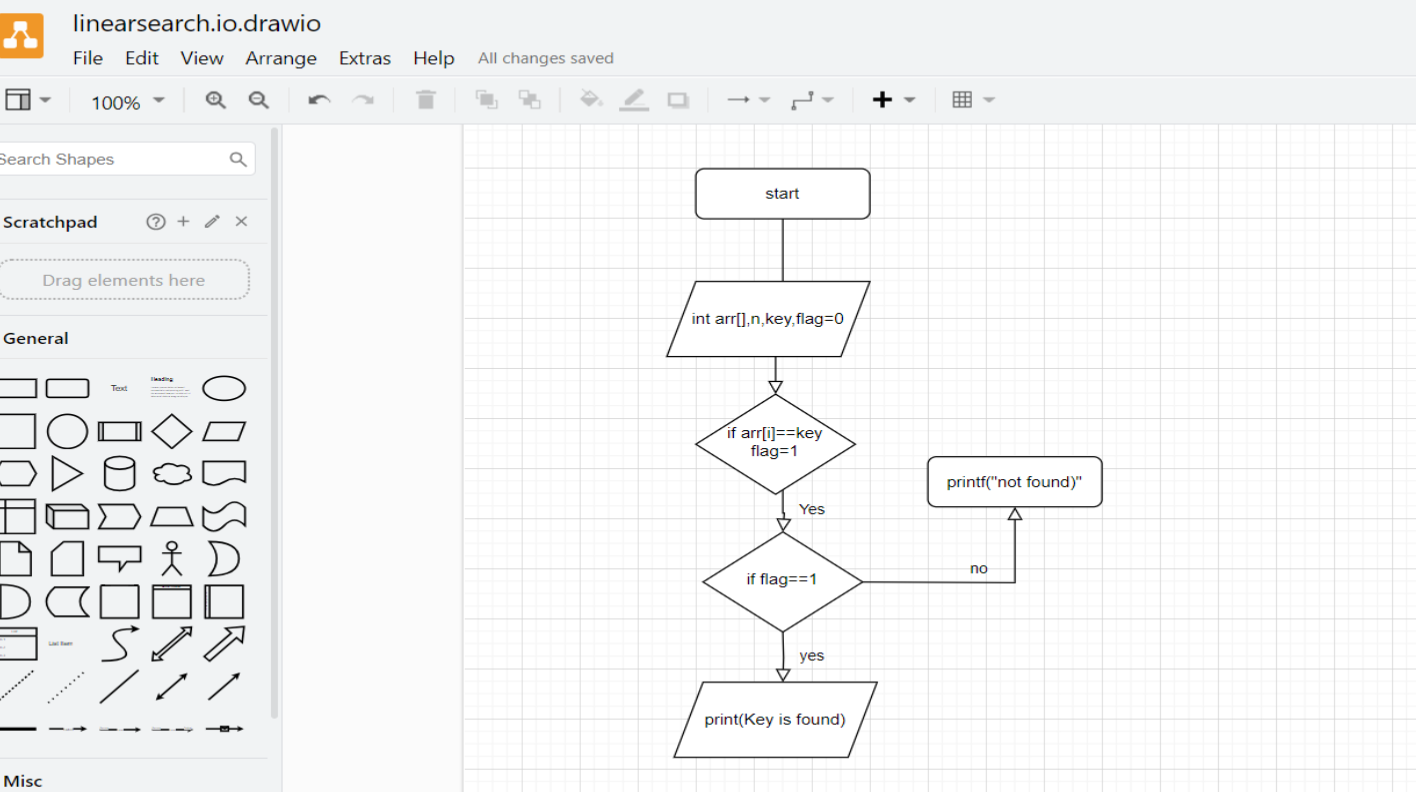 linearsearch.io.drawio
File Edit View Arrange Extras Help All changes saved
100%
Search Shapes
Scratchpad
Drag elements here
General
Text
Heading
List Item
Misc
start
int arr[],n,key,flag=0
if arr[i]==key
flag=1
printf("not found)"
Yes
if flag==1
no
yes
print(Key is found)